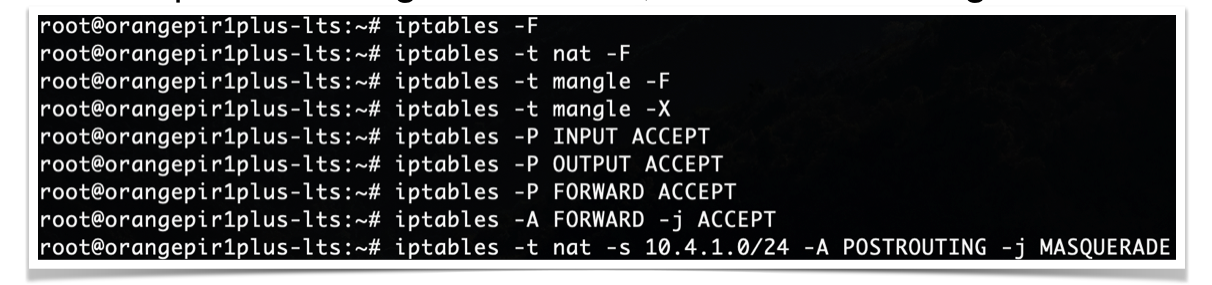 root@orangepir1plus-lts:~# iptables -F
root@orangepir1plus-lts:~# iptables -t nat -F
root@orangepir1plus-lts:~# iptables -t mangle -F
root@orangepir1plus-lts:~# iptables -t mangle -X
root@orangepir1plus-lts:~# iptables -P INPUT ACCEPT
root@orangepir1plus-lts:~# iptables -P OUTPUT ACCEPT
root@orangepir1plus-lts:~# iptables -P FORWARD ACCEPT
root@orangepir1plus-lts:~# iptables -A FORWARD -j ACCEPT
root@orangepir1plus-lts:~# iptables -t nat -s 10.4.1.0/24 -A POSTROUTING -j MASQUERADE